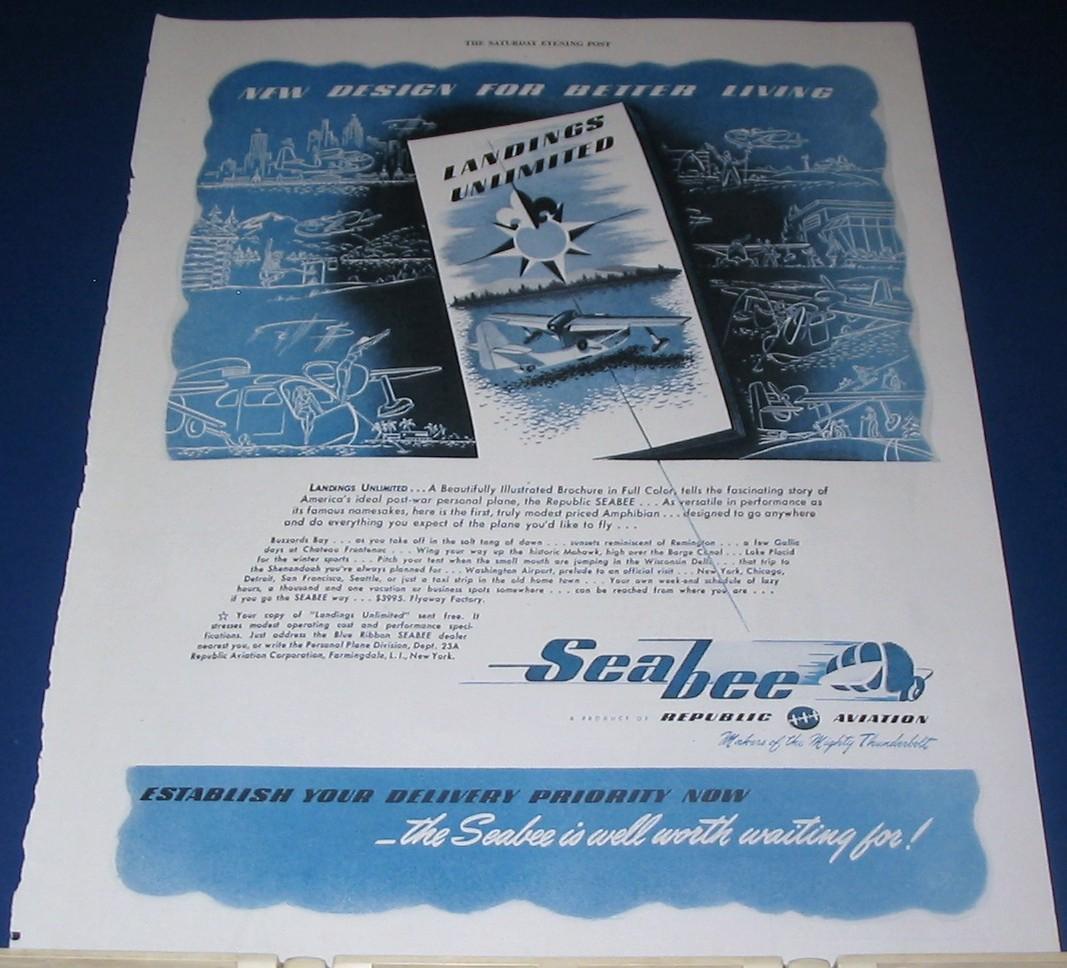 THE SATURDAY EVENING POST
NEW DESIGN FOR BETTER LIVING
LANDINGS
UNLIMITED
LANDINGS UNLIMITED ... A Beautifully Illustrated Brochure in Full Color, tells the fascinating story of
America's ideal post-war personal plane, the Republic SEABEE ... As versatile in performance as
its famous namesakes, here is the first, truly modest priced Amphibian ... designed to go anywhere
and do everything you expect of the plane you'd like to fly ...
Buzzards Bay ... as you take off in the salt tang of dawn ... sunsets reminiscent of Remington ... a few Gallic
days at Chateau Frontenac ... Wing your way up the historic Mohawk, high over the Barge Canal ... Lake Placid
for the winter sports ... Pitch your tent when the small mouth are jumping in the Wisconsin Dells ... that trip to
the Shenandoah you've always planned for ... Washington Airport, prelude to an official visit ... New York, Chicago,
Detroit, San Francisco, Seattle, or just a taxi strip in the old home town ... Your own week-end schedule of lazy
hours, a thousand and one vacation or business spots somewhere ... can be reached from where you are ...
if you go the SEABEE way ... $3995. Flyaway Factory.
☆ Your copy of "Landings Unlimited" sent free. It
stresses modest operating cost and performance speci-
fications. Just address the Blue Ribbon SEABEE dealer
nearest you, or write the Personal Plane Division, Dept. 23A
Republic Aviation Corporation, Farmingdale, L. I., New York.
Seabee
A PRODUCT OF REPUBLIC AVIATION
Makers of the Mighty Thunderbolt
ESTABLISH YOUR DELIVERY PRIORITY NOW
—the Seabee is well worth waiting for!